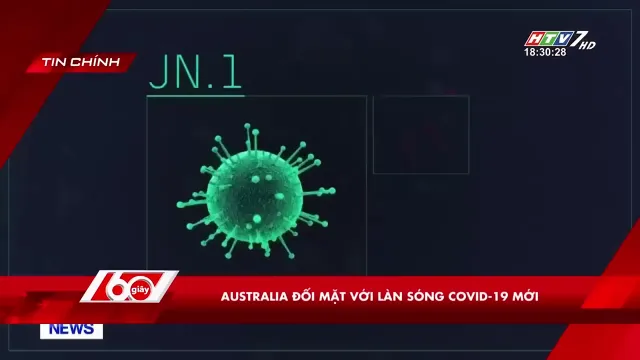 TIN CHÍNH
HTV7 HD
18:30:28
JN.1
60 giây
AUSTRALIA ĐỐI MẶT VỚI LÀN SÓNG COVID-19 MỚI
NEWS